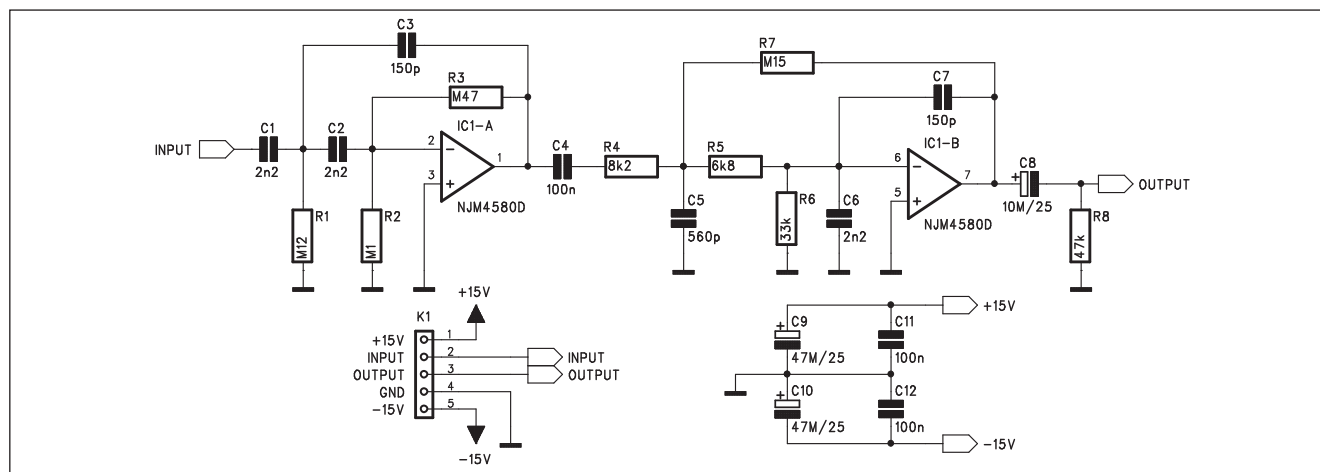 C3
150p
R3
M47
R7
M15
C7
150p
INPUT
C1
2n2
C2
2n2
IC1-A
2
3
1
NJM4580D
C4
100n
R4
8k2
R5
6k8
IC1-B
6
5
7
NJM4580D
C8
+
10M/25
OUTPUT
R1
M12
R2
M1
C5
560p
R6
33k
C6
2n2
R8
47k
+15V
K1
+15V 1
INPUT 2 INPUT
OUTPUT 3 OUTPUT
GND 4
-15V 5
-15V
+15V
+
C9
47M/25
C11
100n
+
C10
47M/25
C12
100n
-15V